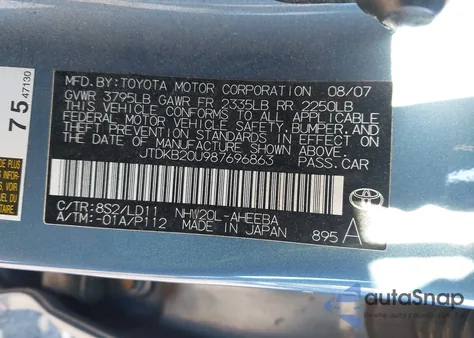 MFD.BY:TOYOTA MOTOR CORPORATION 08/07
GVWR 3795LB GAWR FR 2335LB RR 2250LB
THIS VEHICLE CONFORMS TO ALL APPLICABLE
FEDERAL MOTOR VEHICLE SAFETY, BUMPER, AND
THEFT PREVENTION STANDARDS IN EFFECT ON
THE DATE OF MANUFACTURE SHOWN ABOVE.
JTDKB20U987696863 PASS.CAR
C/TR:8S2/LD11 NHW20L-AHEEBA
A/TM:-01A/P112 MADE IN JAPAN 895 A
TOYOTA
75 47130
autoSnap